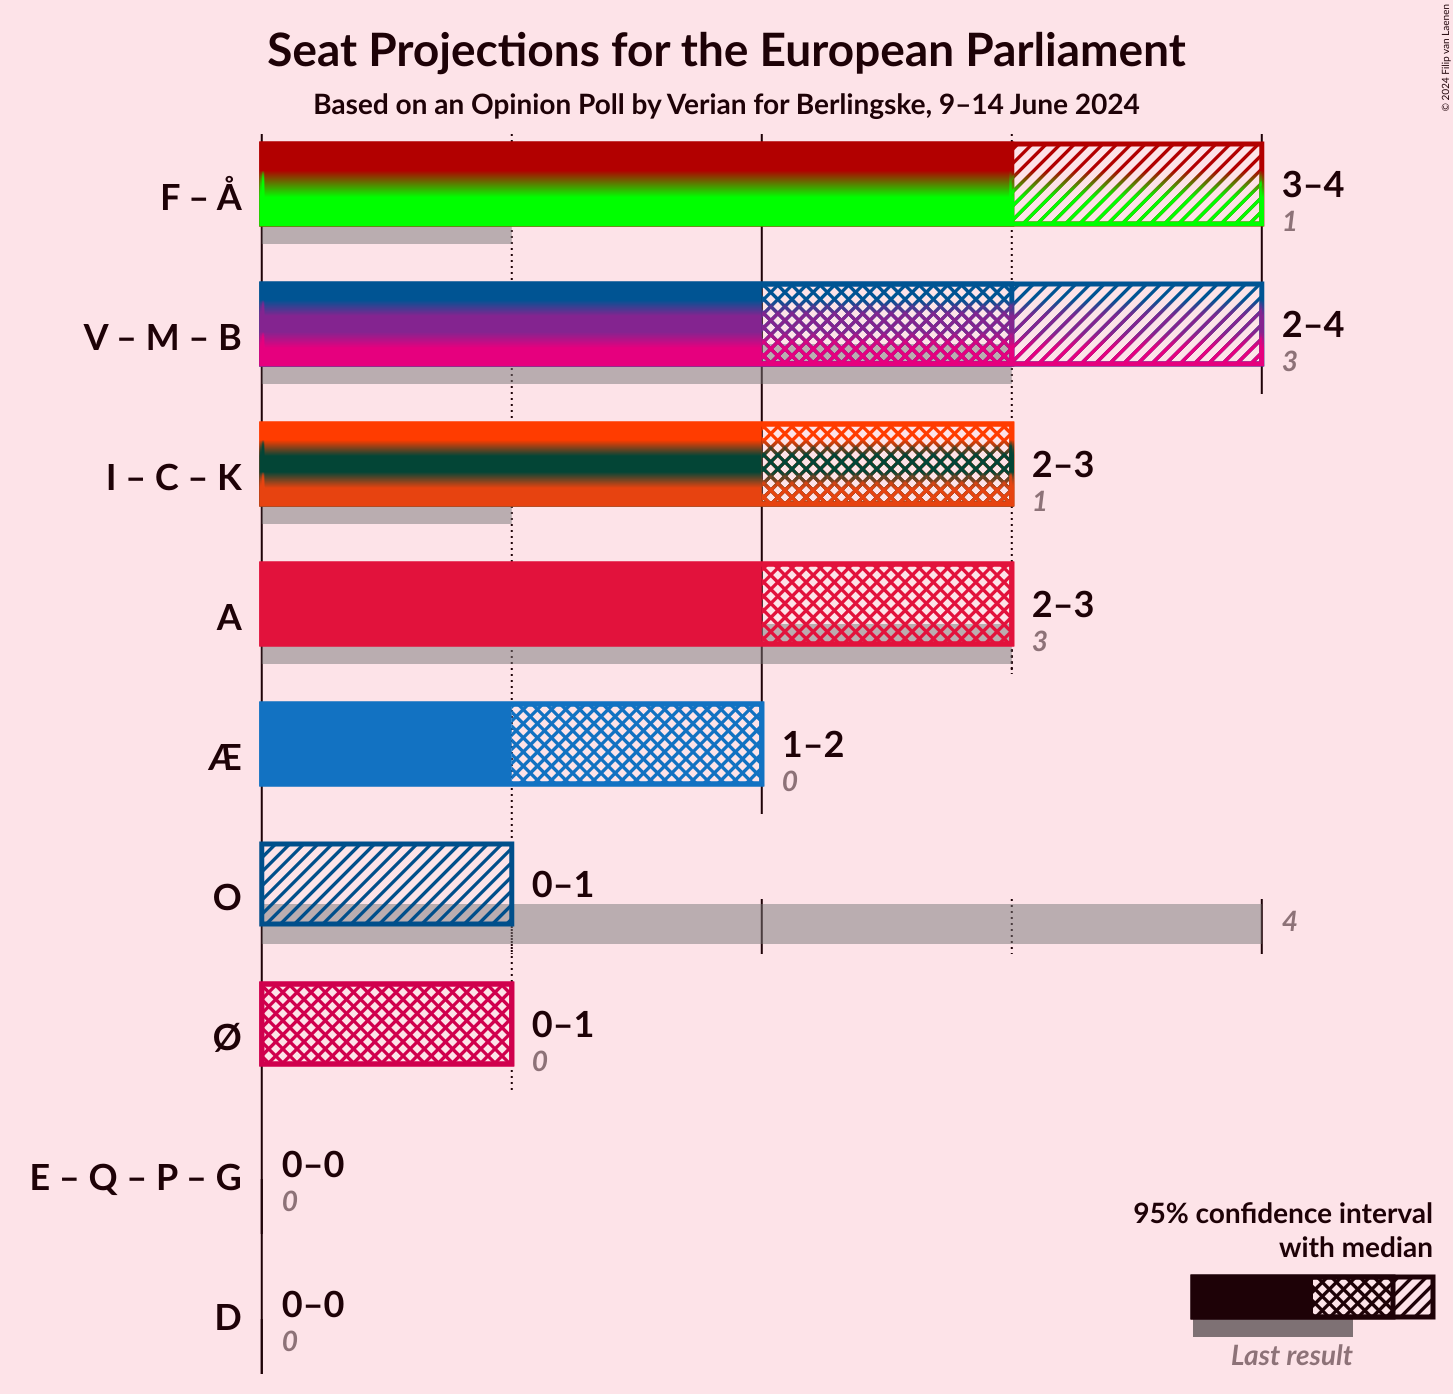 Seat Projections for the European Parliament
Based on an Opinion Poll by Verian for Berlingske, 9–14 June 2024
© 2024 Filip van Laenen
F – Å
3–4
1
V – M – B
2–4
3
I – C – K
2–3
1
A
2–3
3
Æ
1–2
0
O
0–1
4
Ø
0–1
0
E – Q – P – G
0–0
0
D
0–0
0
95% confidence interval
with median
Last result